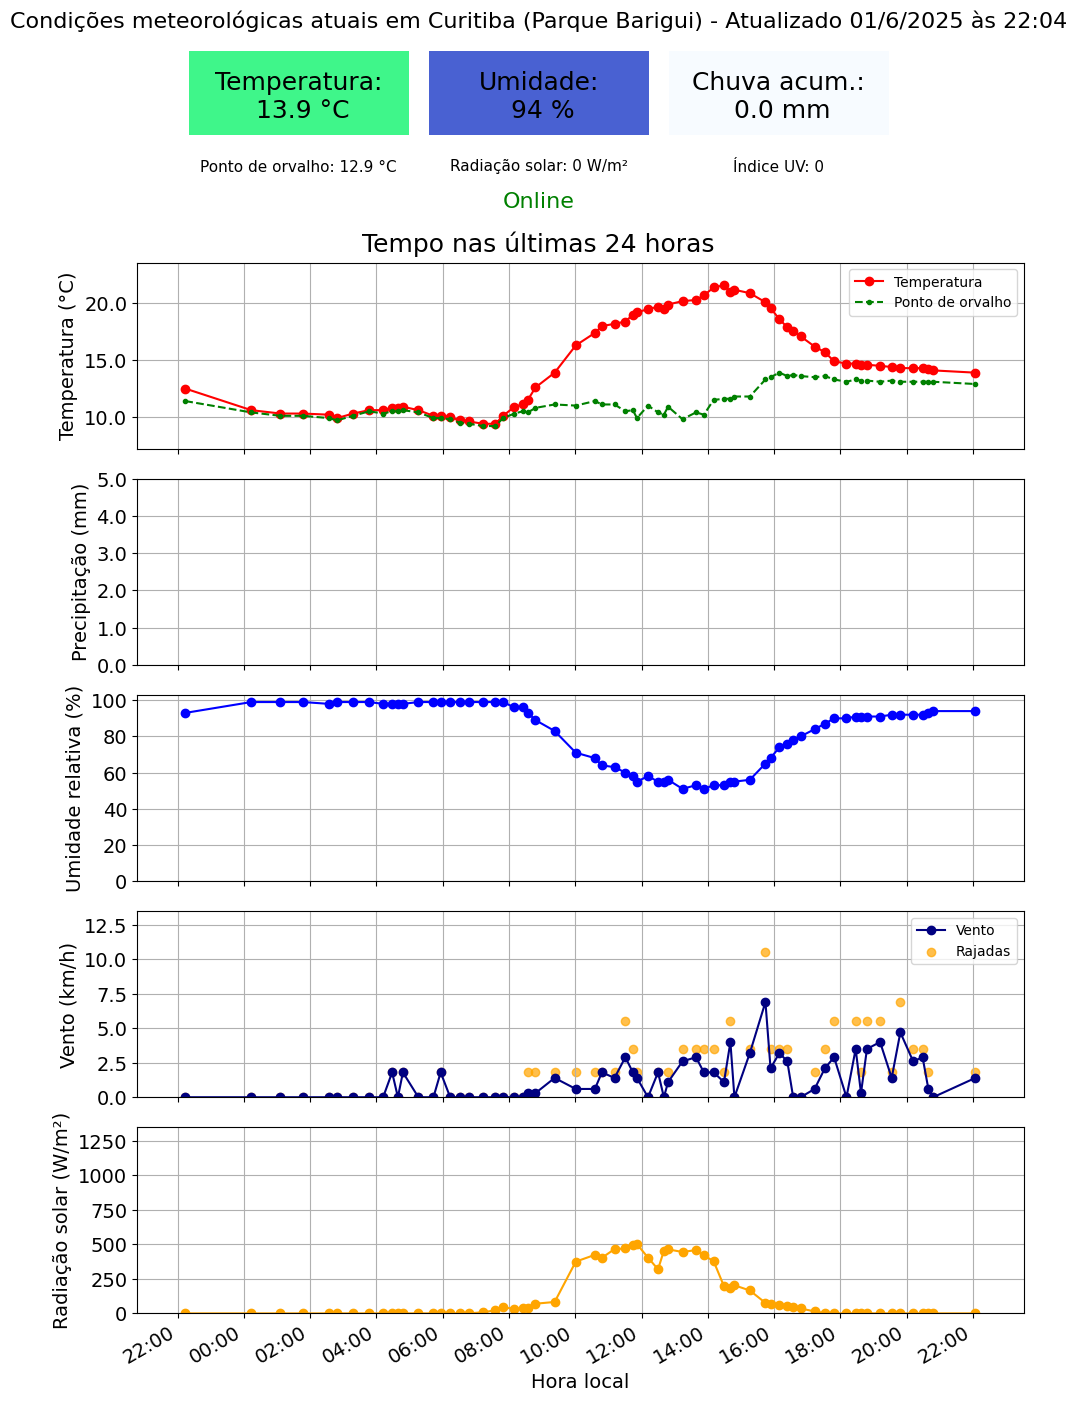 Condições meteorológicas atuais em Curitiba (Parque Barigui) - Atualizado 01/6/2025 às 22:04
Temperatura:
13.9 °C
Umidade:
94 %
Chuva acum.:
0.0 mm
Ponto de orvalho: 12.9 °C
Radiação solar: 0 W/m²
Índice UV: 0
Online
Tempo nas últimas 24 horas
Temperatura (°C)
20.0
15.0
10.0
Temperatura
Ponto de orvalho
Precipitação (mm)
5.0
4.0
3.0
2.0
1.0
0.0
Umidade relativa (%)
100
80
60
40
20
0
Vento (km/h)
12.5
10.0
7.5
5.0
2.5
0.0
Vento
Rajadas
Radiação solar (W/m²)
1250
1000
750
500
250
0
22:00 00:00 02:00 04:00 06:00 08:00 10:00 12:00 14:00 16:00 18:00 20:00 22:00
Hora local